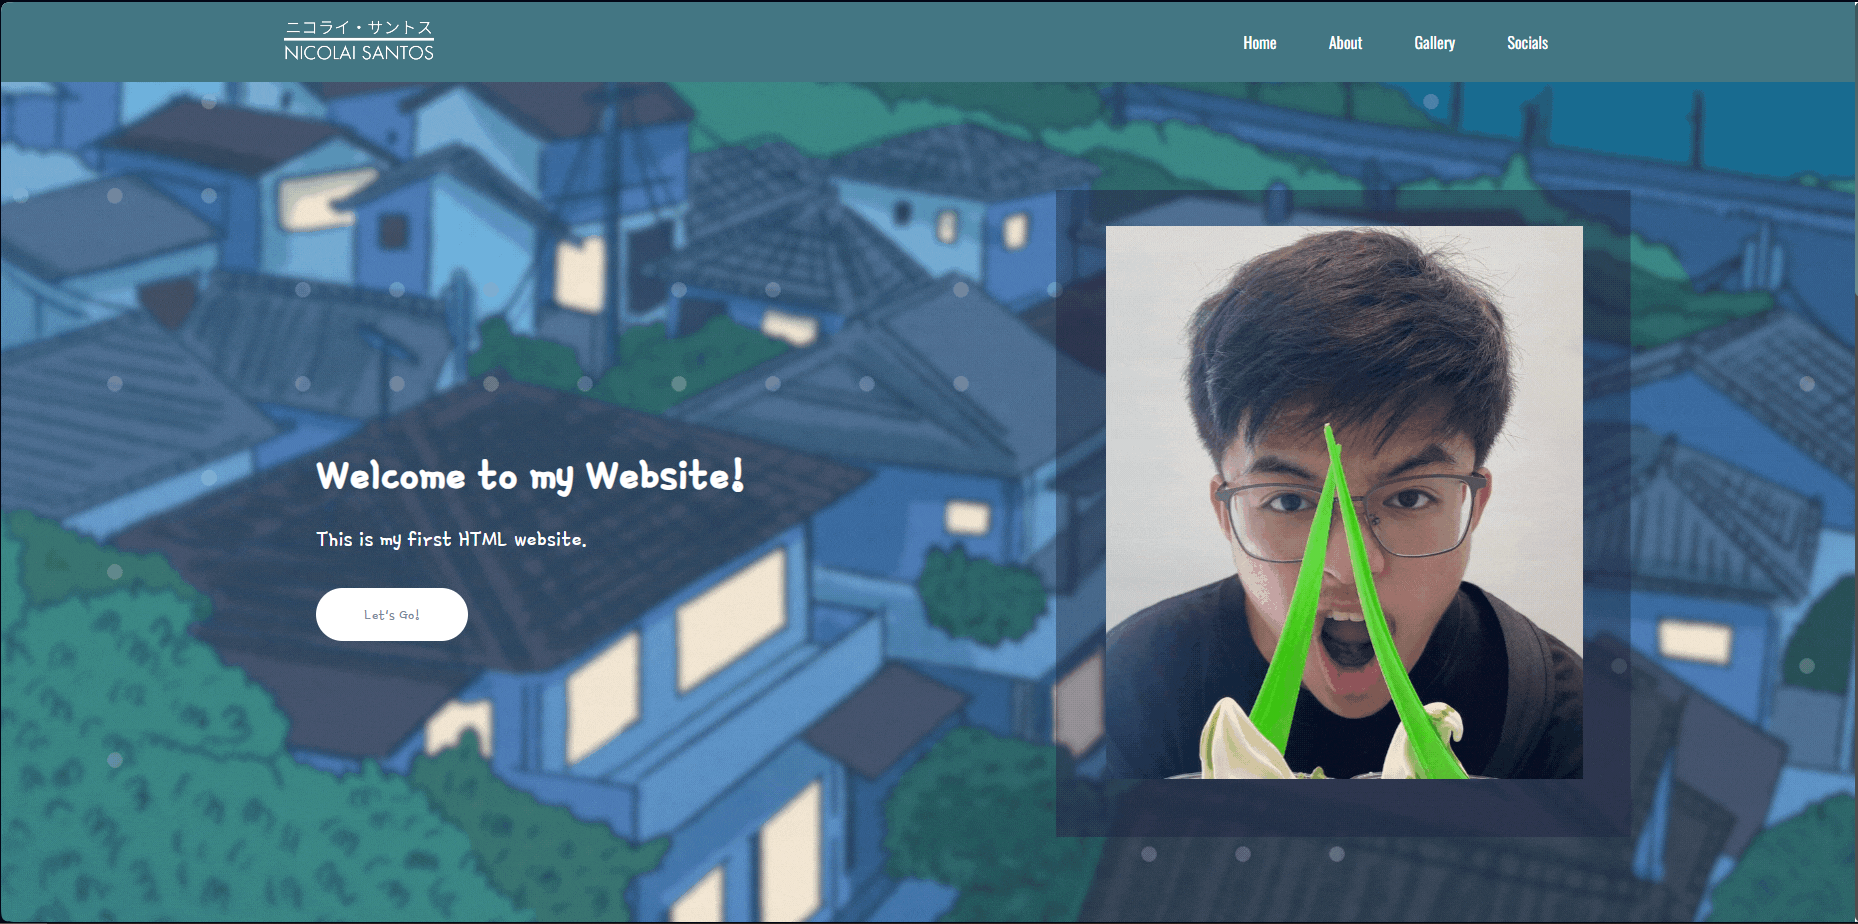 ニコライ・サントス
NICOLAI SANTOS
Home
About
Gallery
Socials
Welcome to my Website!
This is my first HTML website.
Let's Go!